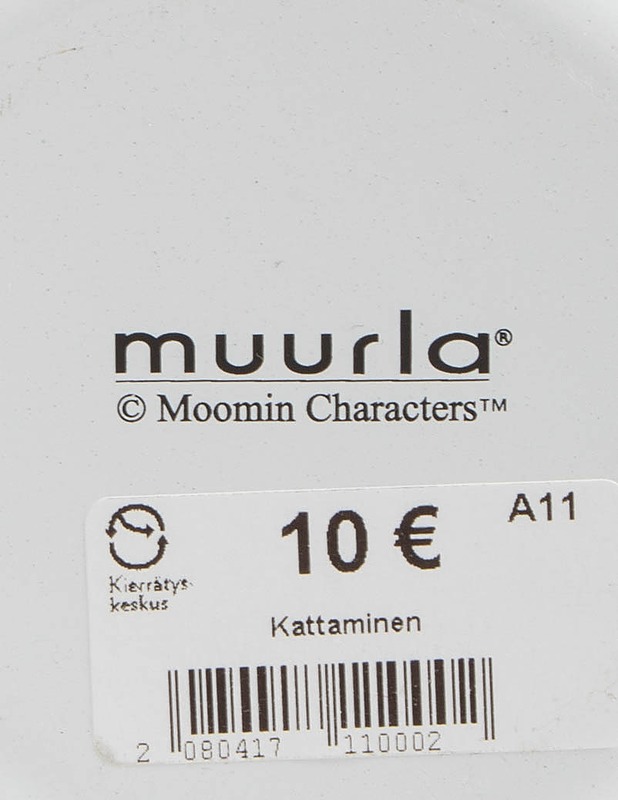 muurla®
© Moomin Characters™
10 €
A11
Kierrätys-
keskus
Kattaminen
2 080417 110002